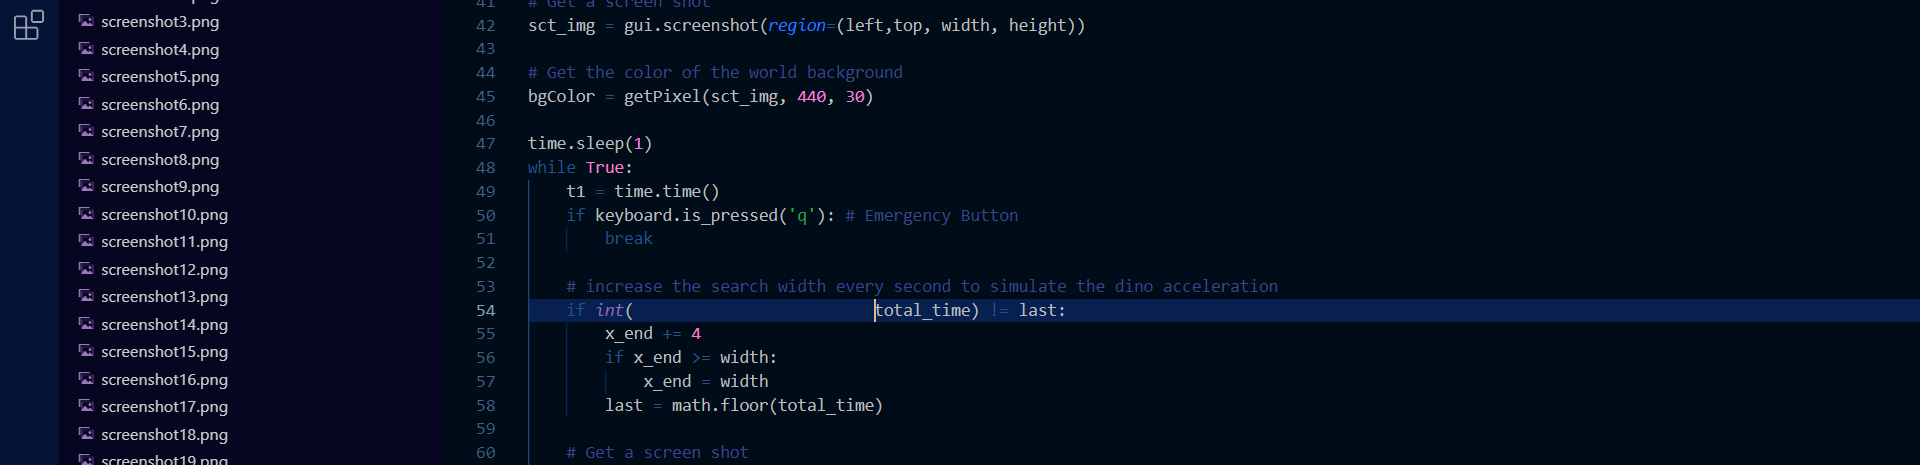 screenshot3.png
screenshot4.png
screenshot5.png
screenshot6.png
screenshot7.png
screenshot8.png
screenshot9.png
screenshot10.png
screenshot11.png
screenshot12.png
screenshot13.png
screenshot14.png
screenshot15.png
screenshot16.png
screenshot17.png
screenshot18.png
screenshot19.png
41 # Get a screen shot
42 sct_img = gui.screenshot(region=(left,top, width, height))
43
44 # Get the color of the world background
45 bgColor = getPixel(sct_img, 440, 30)
46
47 time.sleep(1)
48 while True:
49     t1 = time.time()
50     if keyboard.is_pressed('q'): # Emergency Button
51         break
52
53     # increase the search width every second to simulate the dino acceleration
54     if int(                         total_time) != last:
55         x_end += 4
56         if x_end >= width:
57             x_end = width
58         last = math.floor(total_time)
59
60     # Get a screen shot